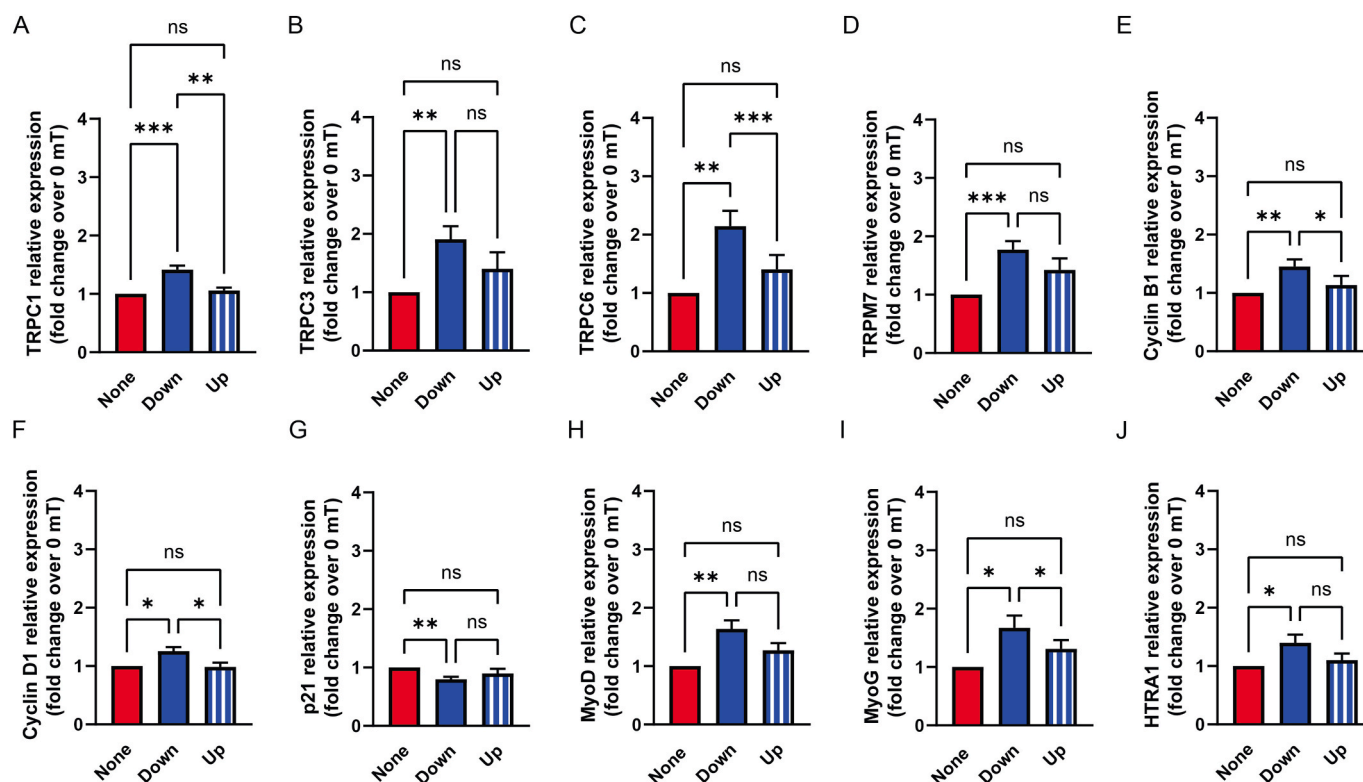 A
TRPC1 relative expression
(fold change over 0 mT)
ns
**
***
4
3
2
1
0
None
Down
Up
B
TRPC3 relative expression
(fold change over 0 mT)
ns
**
ns
4
3
2
1
0
None
Down
Up
C
TRPC6 relative expression
(fold change over 0 mT)
ns
***
**
4
3
2
1
0
None
Down
Up
D
TRPM7 relative expression
(fold change over 0 mT)
ns
***
ns
4
3
2
1
0
None
Down
Up
E
Cyclin B1 relative expression
(fold change over 0 mT)
ns
**
*
4
3
2
1
0
None
Down
Up
F
Cyclin D1 relative expression
(fold change over 0 mT)
ns
*
*
4
3
2
1
0
None
Down
Up
G
p21 relative expression
(fold change over 0 mT)
ns
**
ns
4
3
2
1
0
None
Down
Up
H
MyoD relative expression
(fold change over 0 mT)
ns
**
ns
4
3
2
1
0
None
Down
Up
I
MyoG relative expression
(fold change over 0 mT)
ns
*
*
4
3
2
1
0
None
Down
Up
J
HTRA1 relative expression
(fold change over 0 mT)
ns
*
ns
4
3
2
1
0
None
Down
Up